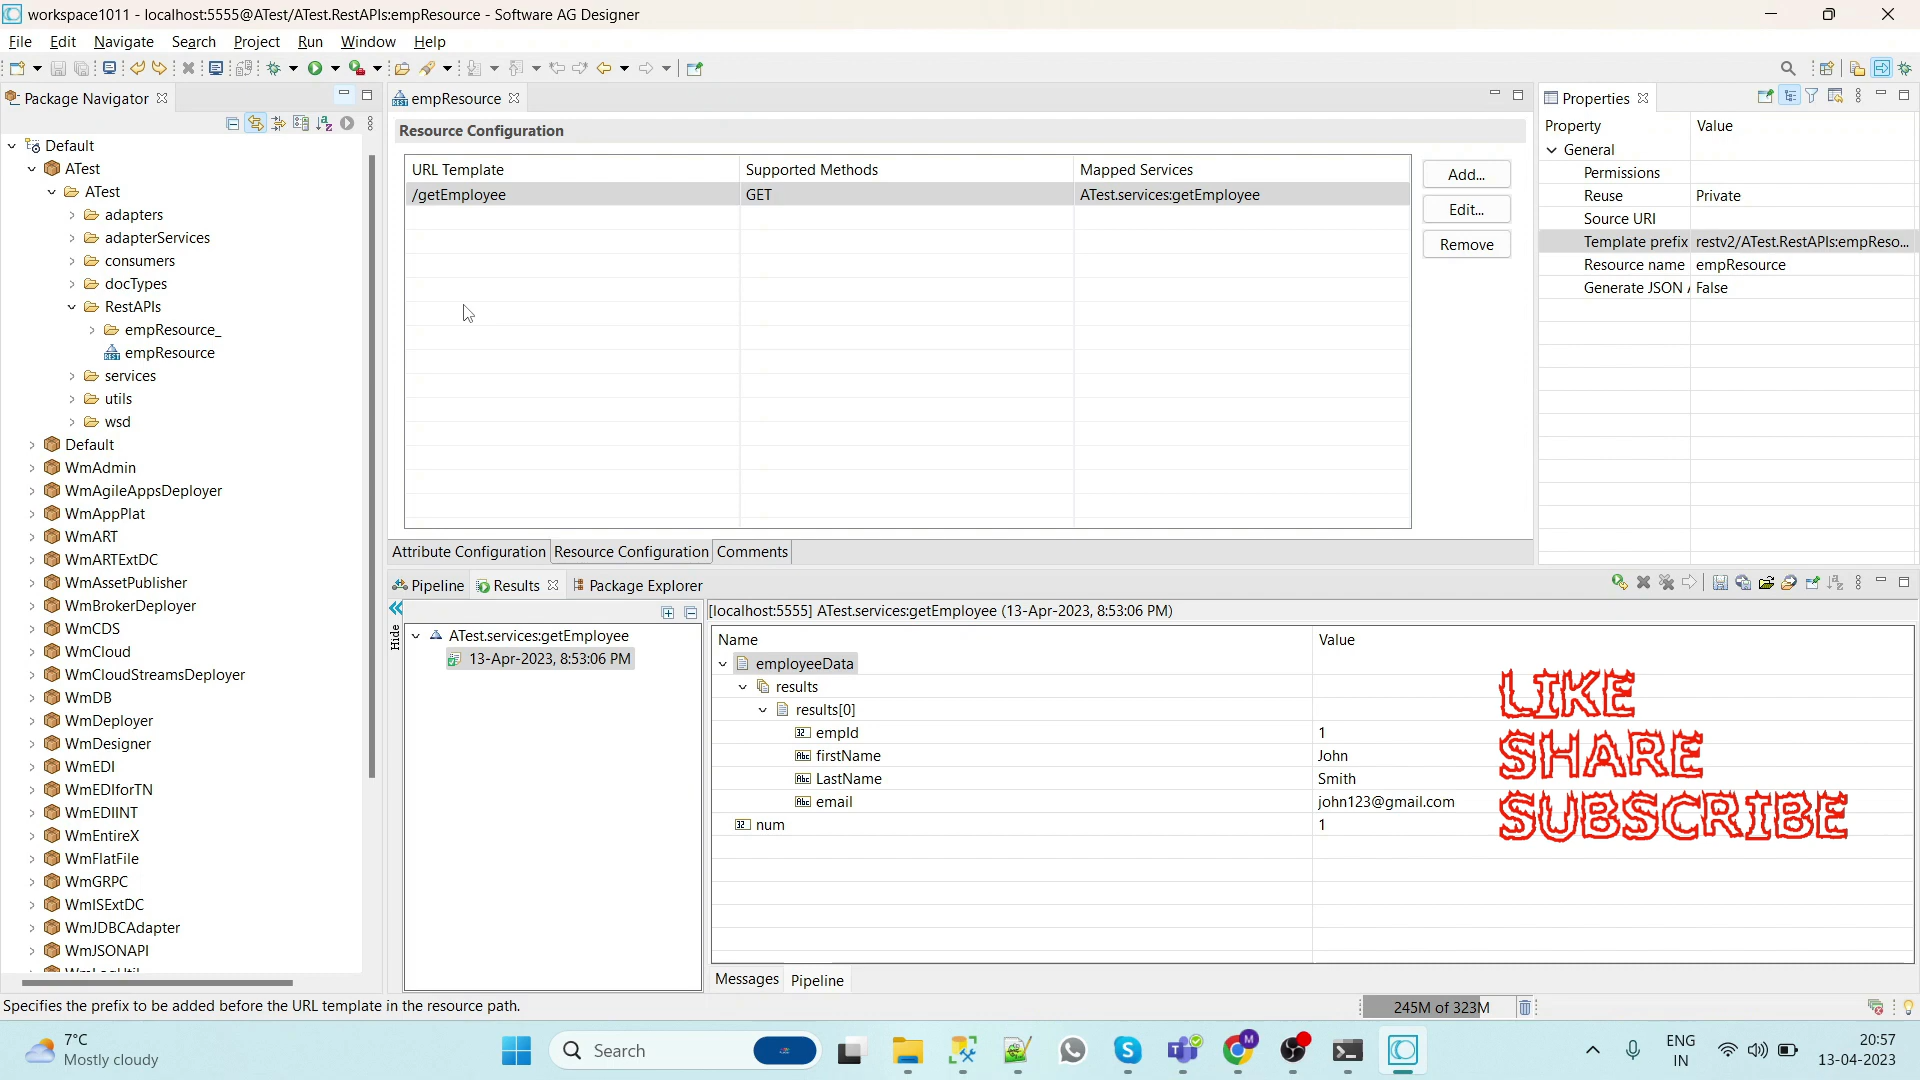 workspace1011 - localhost:5555@ATest/ATest.RestAPIs:empResource - Software AG Designer
File Edit Navigate Search Project Run Window Help
Package Navigator
Default
ATest
ATest
adapters
adapterServices
consumers
docTypes
RestAPIs
empResource_
empResource
services
utils
wsd
Default
WmAdmin
WmAgileAppsDeployer
WmAppPlat
WmART
WmARTExtDC
WmAssetPublisher
WmBrokerDeployer
WmCDS
WmCloud
WmCloudStreamsDeployer
WmDB
WmDeployer
WmDesigner
WmEDI
WmEDIforTN
WmEDIINT
WmEntireX
WmFlatFile
WmGRPC
WmISExtDC
WmJDBCAdapter
WmJSONAPI
empResource
Resource Configuration
URL Template Supported Methods Mapped Services
/getEmployee GET ATest.services:getEmployee
Add...
Edit...
Remove
Attribute Configuration Resource Configuration Comments
Properties
Property Value
General
Permissions
Reuse Private
Source URI
Template prefix restv2/ATest.RestAPIs:empReso...
Resource name empResource
Generate JSON False
Pipeline Results Package Explorer
Hide
ATest.services:getEmployee
13-Apr-2023, 8:53:06 PM
[localhost:5555] ATest.services:getEmployee (13-Apr-2023, 8:53:06 PM)
Name Value
employeeData
results
results[0]
empId 1
firstName John
LastName Smith
email john123@gmail.com
num 1
LIKE
SHARE
SUBSCRIBE
Messages Pipeline
Specifies the prefix to be added before the URL template in the resource path.
245M of 323M
7°C
Mostly cloudy
Search
ENG
IN
20:57
13-04-2023